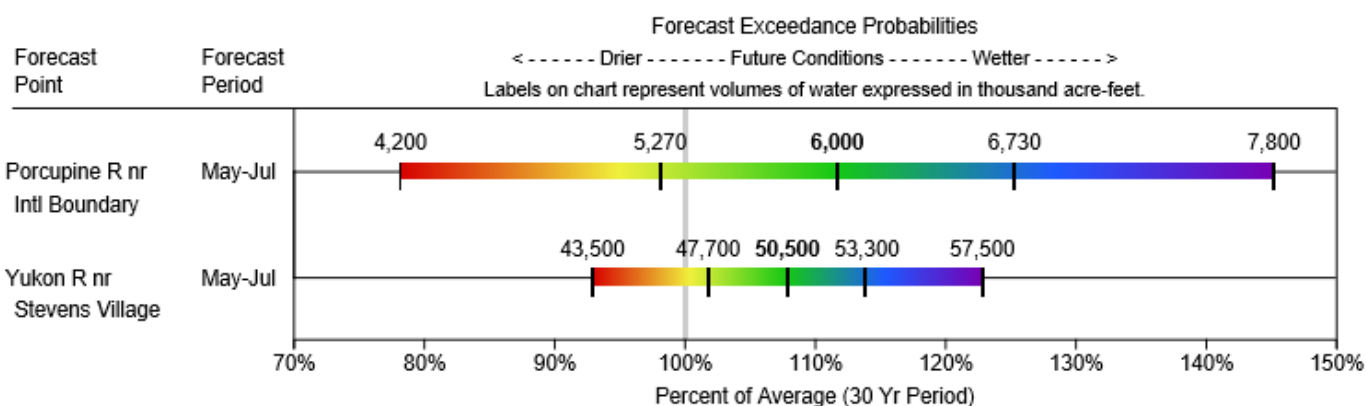 Forecast Exceedance Probabilities
Forecast Point
Forecast Period
<------ Drier ------- Future Conditions ------- Wetter ------>
Labels on chart represent volumes of water expressed in thousand acre-feet.
4,200 5,270 6,000 6,730 7,800
Porcupine R nr May-Jul
Intl Boundary
43,500 47,700 50,500 53,300 57,500
Yukon R nr May-Jul
Stevens Village
70% 80% 90% 100% 110% 120% 130% 140% 150%
Percent of Average (30 Yr Period)